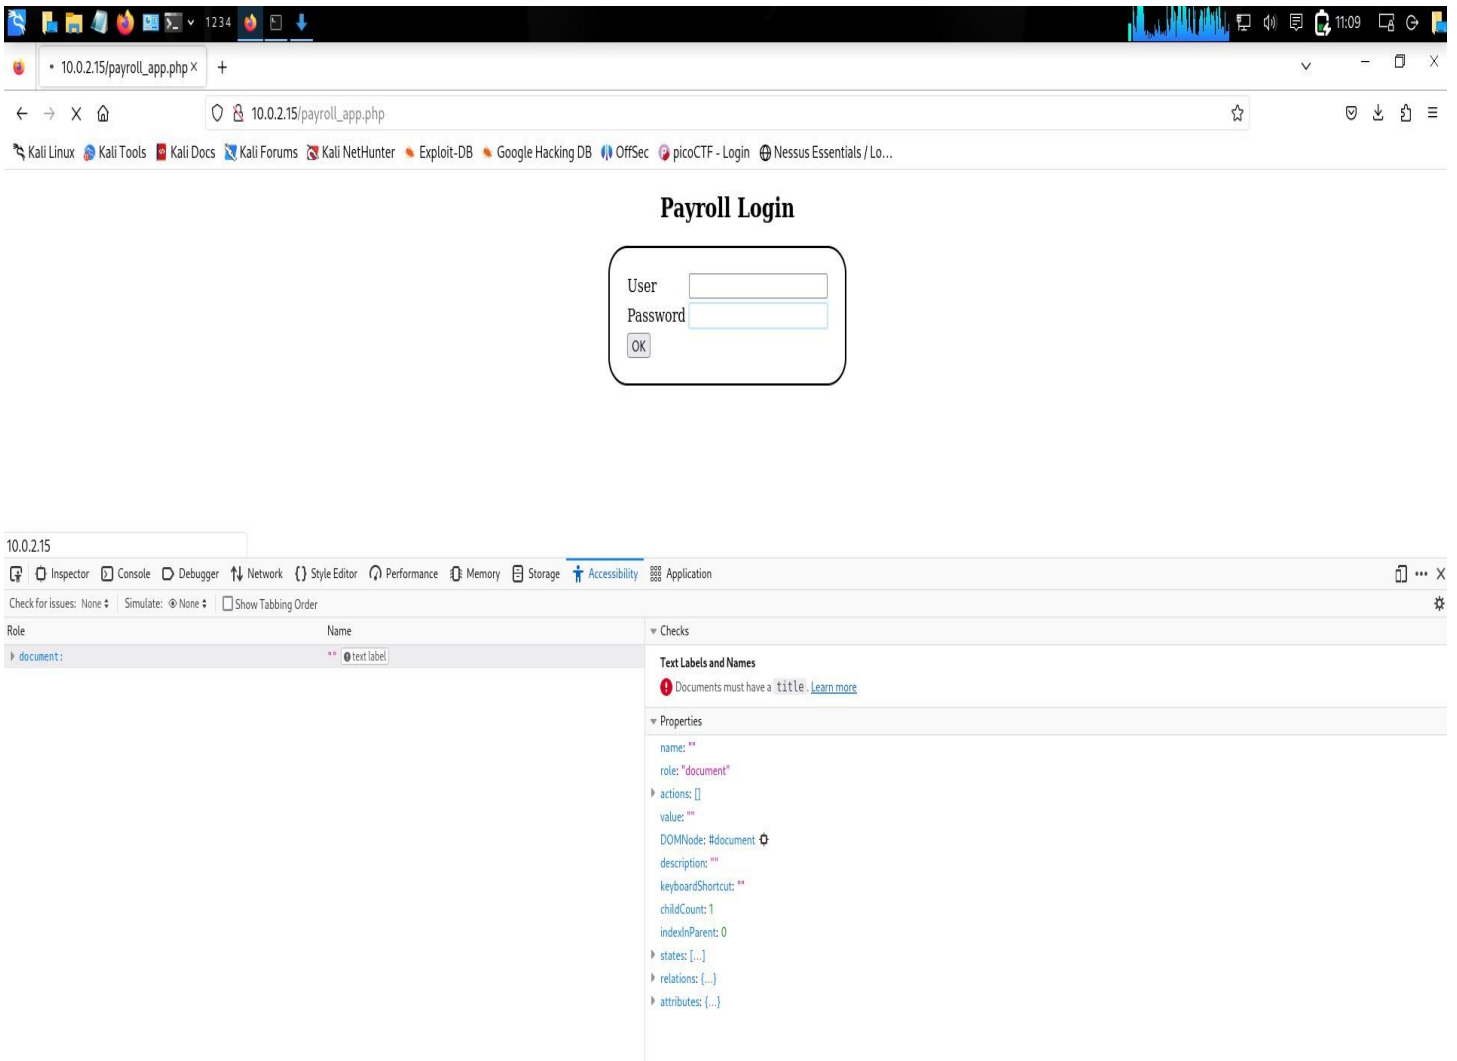 1234
11:09
10.0.2.15/payroll_app.php
10.0.2.15/payroll_app.php
Kali Linux Kali Tools Kali Docs Kali Forums Kali NetHunter Exploit-DB Google Hacking DB OffSec picoCTF - Login Nessus Essentials / Lo...
Payroll Login
User
Password
OK
10.0.2.15
Inspector Console Debugger Network Style Editor Performance Memory Storage Accessibility Application
Check for issues: None Simulate: None Show Tabbing Order
Role Name
document: "" text label
Checks
Text Labels and Names
Documents must have a title. Learn more
Properties
name: ""
role: "document"
actions: []
value: ""
DOMNode: #document
description: ""
keyboardShortcut: ""
childCount: 1
indexInParent: 0
states: [...]
relations: {...}
attributes: {...}